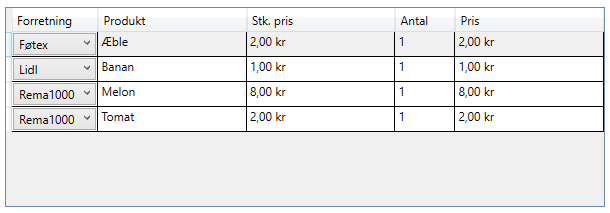 Forretning Produkt Stk. pris Antal Pris
Føtex Æble 2,00 kr 1 2,00 kr
Lidl Banan 1,00 kr 1 1,00 kr
Rema1000 Melon 8,00 kr 1 8,00 kr
Rema1000 Tomat 2,00 kr 1 2,00 kr